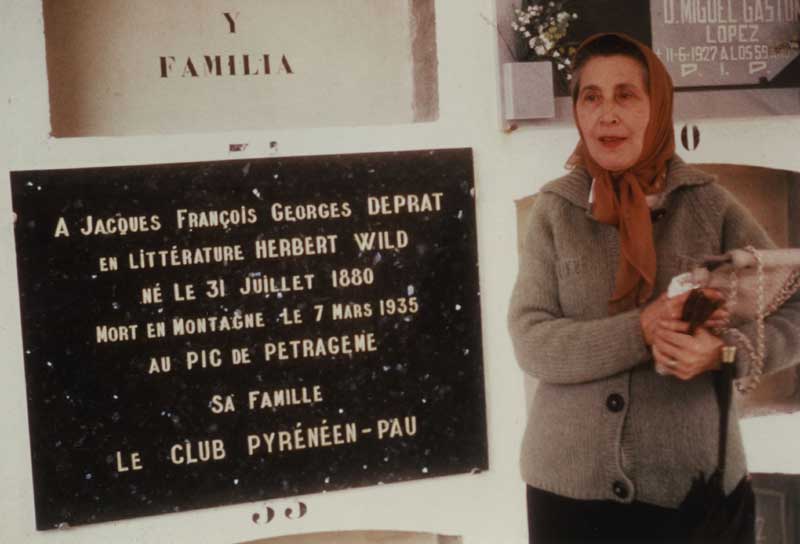 Y
FAMILIA
D. MIGUEL GASTON
LOPEZ
11-6-1927 A LOS 59
D. I. D
A JACQUES FRANÇOIS GEORGES DEPRAT
EN LITTÉRATURE HERBERT WILD
NÉ LE 31 JUILLET 1880
MORT EN MONTAGNE LE 7 MARS 1935
AU PIC DE PETRAGEME
SA FAMILLE
LE CLUB PYRÉNÉEN-PAU